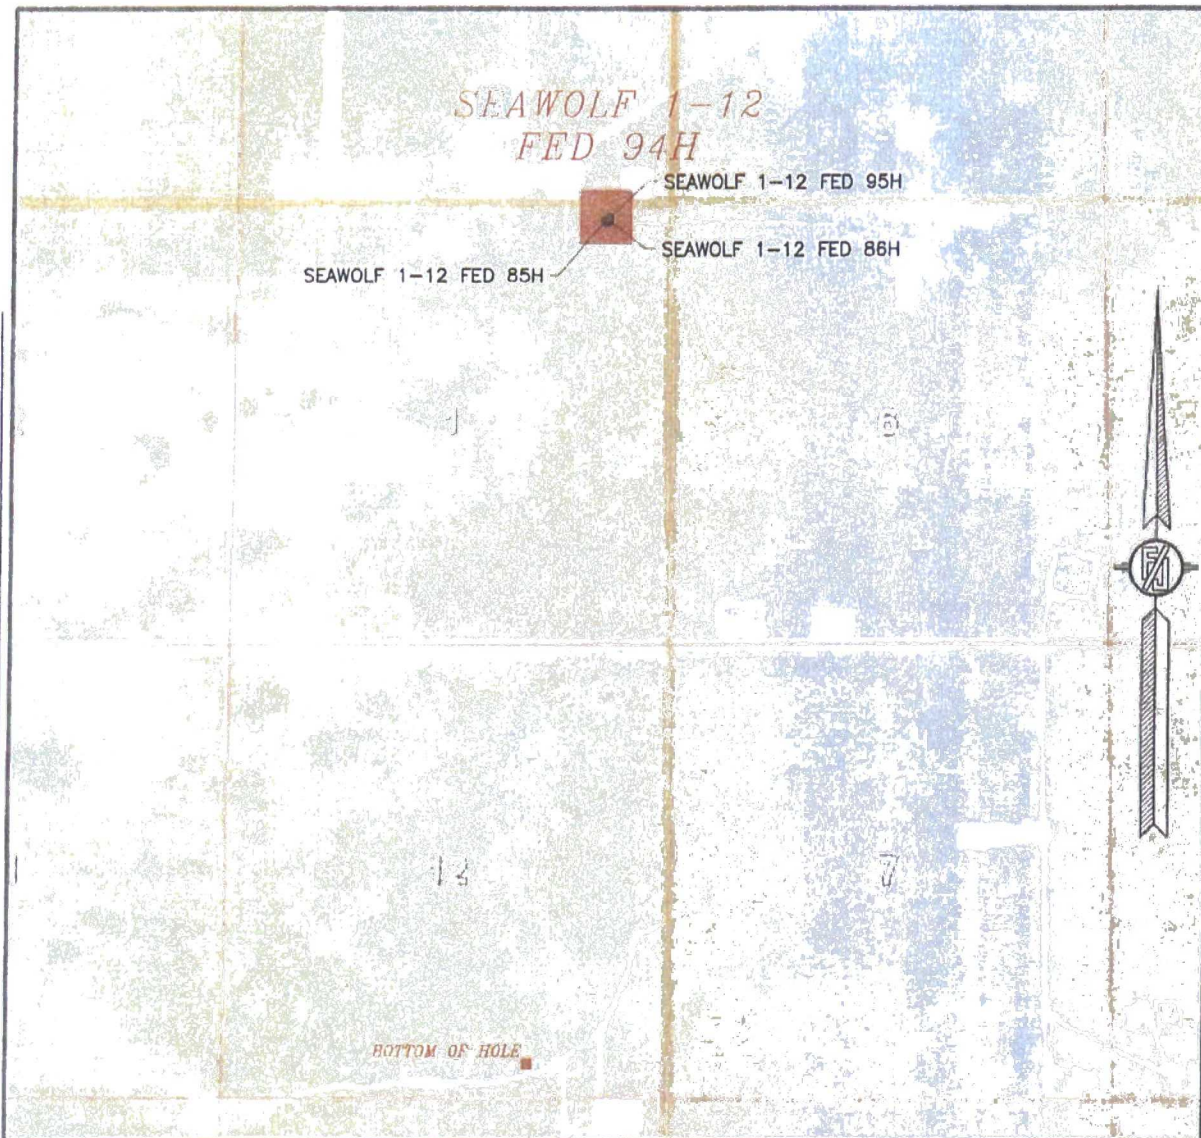 SEAWOLF 1-12
FED 94H
SEAWOLF 1-12 FED 95H
SEAWOLF 1-12 FED 86H
SEAWOLF 1-12 FED 85H
1
6
12
7
BOTTOM OF HOLE